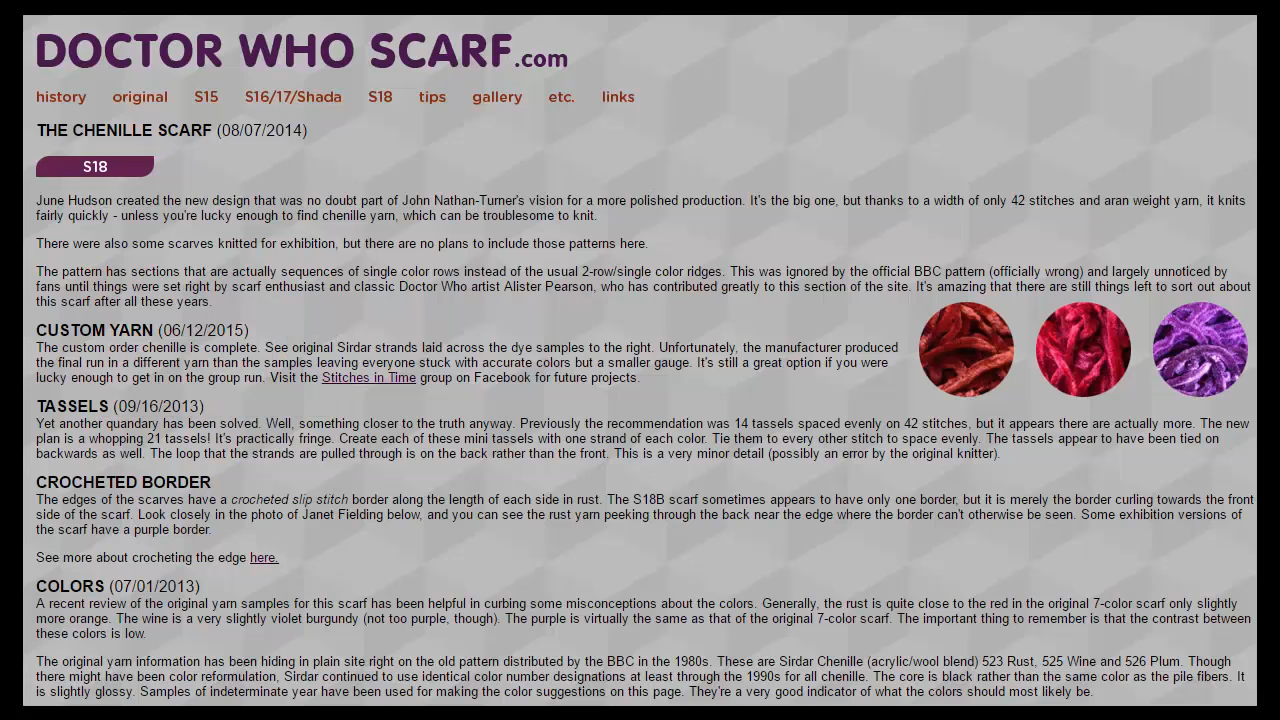 DOCTOR WHO SCARF.com
history original S15 S16/17/Shada S18 tips gallery etc. links
THE CHENILLE SCARF (08/07/2014)
S18
June Hudson created the new design that was no doubt part of John Nathan-Turner's vision for a more polished production. It's the big one, but thanks to a width of only 42 stitches and aran weight yarn, it knits
fairly quickly - unless you're lucky enough to find chenille yarn, which can be troublesome to knit.
There were also some scarves knitted for exhibition, but there are no plans to include those patterns here.
The pattern has sections that are actually sequences of single color rows instead of the usual 2-row/single color ridges. This was ignored by the official BBC pattern (officially wrong) and largely unnoticed by
fans until things were set right by scarf enthusiast and classic Doctor Who artist Alister Pearson, who has contributed greatly to this section of the site. It's amazing that there are still things left to sort out about
this scarf after all these years.
CUSTOM YARN (06/12/2015)
The custom order chenille is complete. See original Sirdar strands laid across the dye samples to the right. Unfortunately, the manufacturer produced
the final run in a different yarn than the samples leaving everyone stuck with accurate colors but a smaller gauge. It's still a great option if you were
lucky enough to get in on the group run. Visit the Stitches in Time group on Facebook for future projects.
TASSELS (09/16/2013)
Yet another quandary has been solved. Well, something closer to the truth anyway. Previously the recommendation was 14 tassels spaced evenly on 42 stitches, but it appears there are actually more. The new
plan is a whopping 21 tassels! It's practically fringe. Create each of these mini tassels with one strand of each color. Tie them to every other stitch to space evenly. The tassels appear to have been tied on
backwards as well. The loop that the strands are pulled through is on the back rather than the front. This is a very minor detail (possibly an error by the original knitter).
CROCHETED BORDER
The edges of the scarves have a crocheted slip stitch border along the length of each side in rust. The S18B scarf sometimes appears to have only one border, but it is merely the border curling towards the front
side of the scarf. Look closely in the photo of Janet Fielding below, and you can see the rust yarn peeking through the back near the edge where the border can't otherwise be seen. Some exhibition versions of
the scarf have a purple border.
See more about crocheting the edge here.
COLORS (07/01/2013)
A recent review of the original yarn samples for this scarf has been helpful in curbing some misconceptions about the colors. Generally, the rust is quite close to the red in the original 7-color scarf only slightly
more orange. The wine is a very slightly violet burgundy (not too purple, though). The purple is virtually the same as that of the original 7-color scarf. The important thing to remember is that the contrast between
these colors is low.
The original yarn information has been hiding in plain site right on the old pattern distributed by the BBC in the 1980s. These are Sirdar Chenille (acrylic/wool blend) 523 Rust, 525 Wine and 526 Plum. Though
there might have been color reformulation, Sirdar continued to use identical color number designations at least through the 1990s for all chenille. The core is black rather than the same color as the pile fibers. It
is slightly glossy. Samples of indeterminate year have been used for making the color suggestions on this page. They're a very good indicator of what the colors should most likely be.